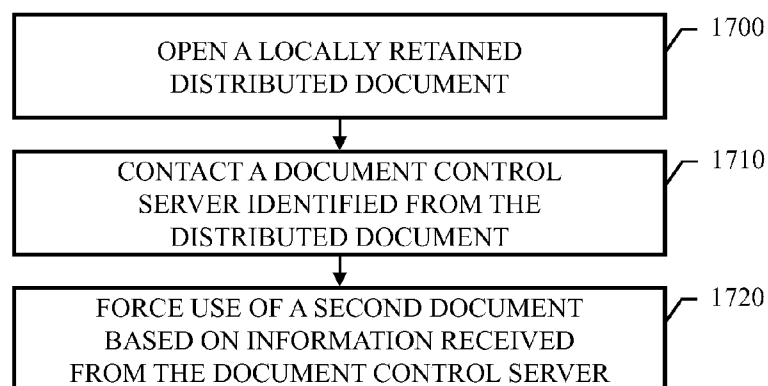 OPEN A LOCALLY RETAINED
DISTRIBUTED DOCUMENT
1700
CONTACT A DOCUMENT CONTROL
SERVER IDENTIFIED FROM THE
DISTRIBUTED DOCUMENT
1710
FORCE USE OF A SECOND DOCUMENT
BASED ON INFORMATION RECEIVED
FROM THE DOCUMENT CONTROL SERVER
1720